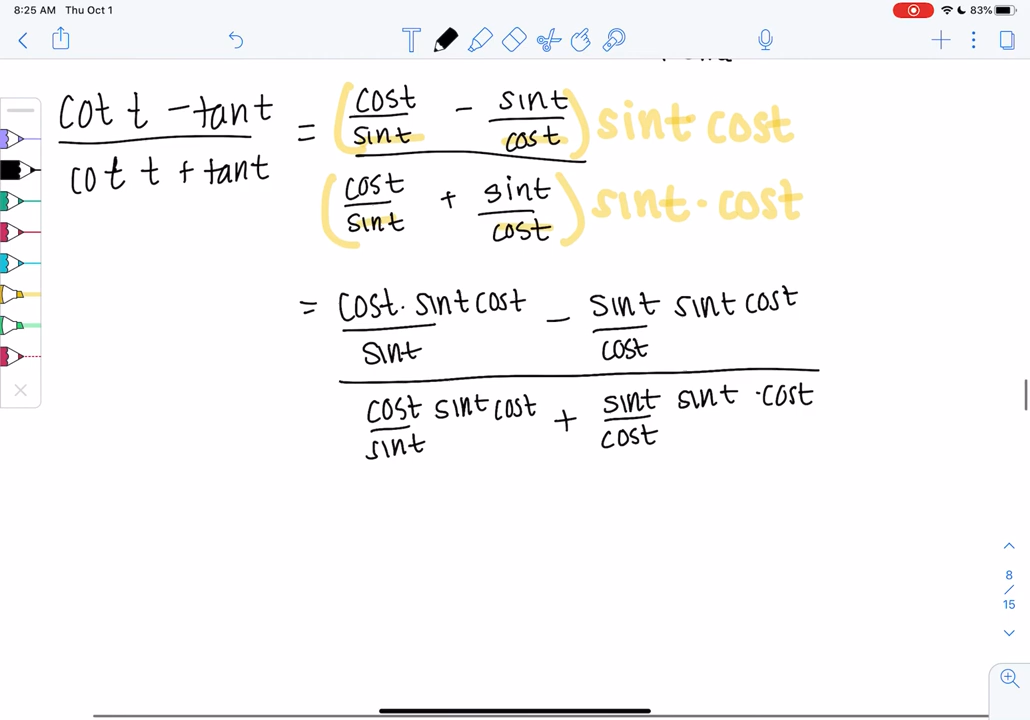 8:25 AM Thu Oct 1 83%
cot t - tan t / cot t + tan t = (cos t / sin t - sin t / cos t) sin t cos t / (cos t / sin t + sin t / cos t) sin t · cos t
= cos t · sin t cos t / sin t - sin t / cos t sin t cos t / cos t / sin t sin t cos t + sin t / cos t sin t · cos t
8
/
15